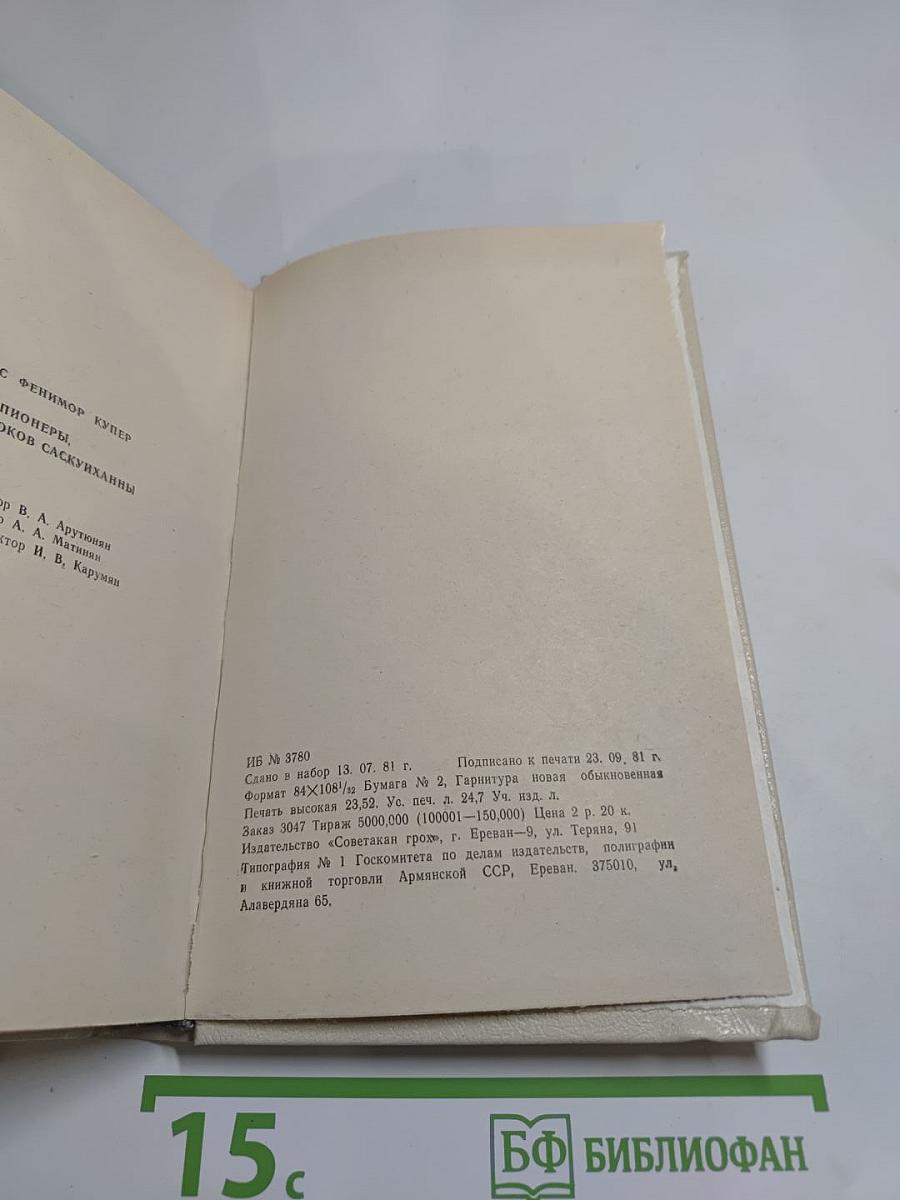 С ФЕНИМОР КУПЕР
ПИОНЕРЫ,
ОКОВ САСКУИХАННЫ
ор В. А. Арутюнян
р А. А. Матинян
ктор И. В. Карумян
ИБ № 3780
Сдано в набор 13. 07. 81 г. Подписано к печати 23. 09. 81 г.
Формат 84×108¹/₃₂ Бумага № 2, Гарнитура новая обыкновенная
Печать высокая 23,52. Ус. печ. л. 24,7 Уч. изд. л.
Заказ 3047 Тираж 5000,000 (100001—150,000) Цена 2 р. 20 к.
Издательство «Советакан грох», г. Ереван—9, ул. Теряна, 91
Типография № 1 Госкомитета по делам издательств, полиграфии
и книжной торговли Армянской ССР, Ереван. 375010, ул.
Алавердяна 65.
15 с
БФ БИБЛИОФАН